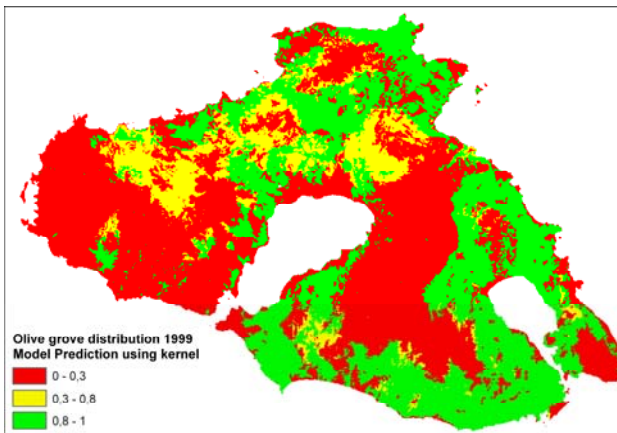 Olive grove distribution 1999
Model Prediction using kernel
0 - 0,3
0,3 - 0,8
0,8 - 1